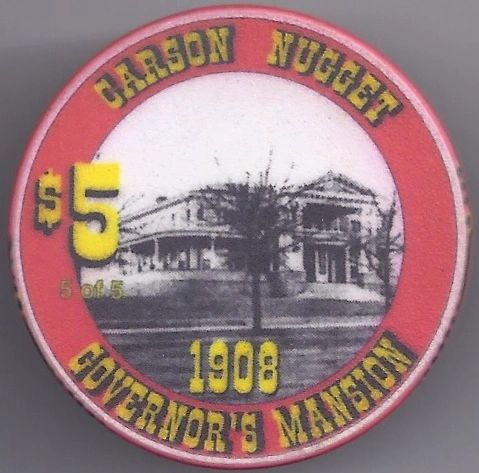 CARSON NUGGET
$5
5 of 5
1908
GOVERNOR'S MANSION